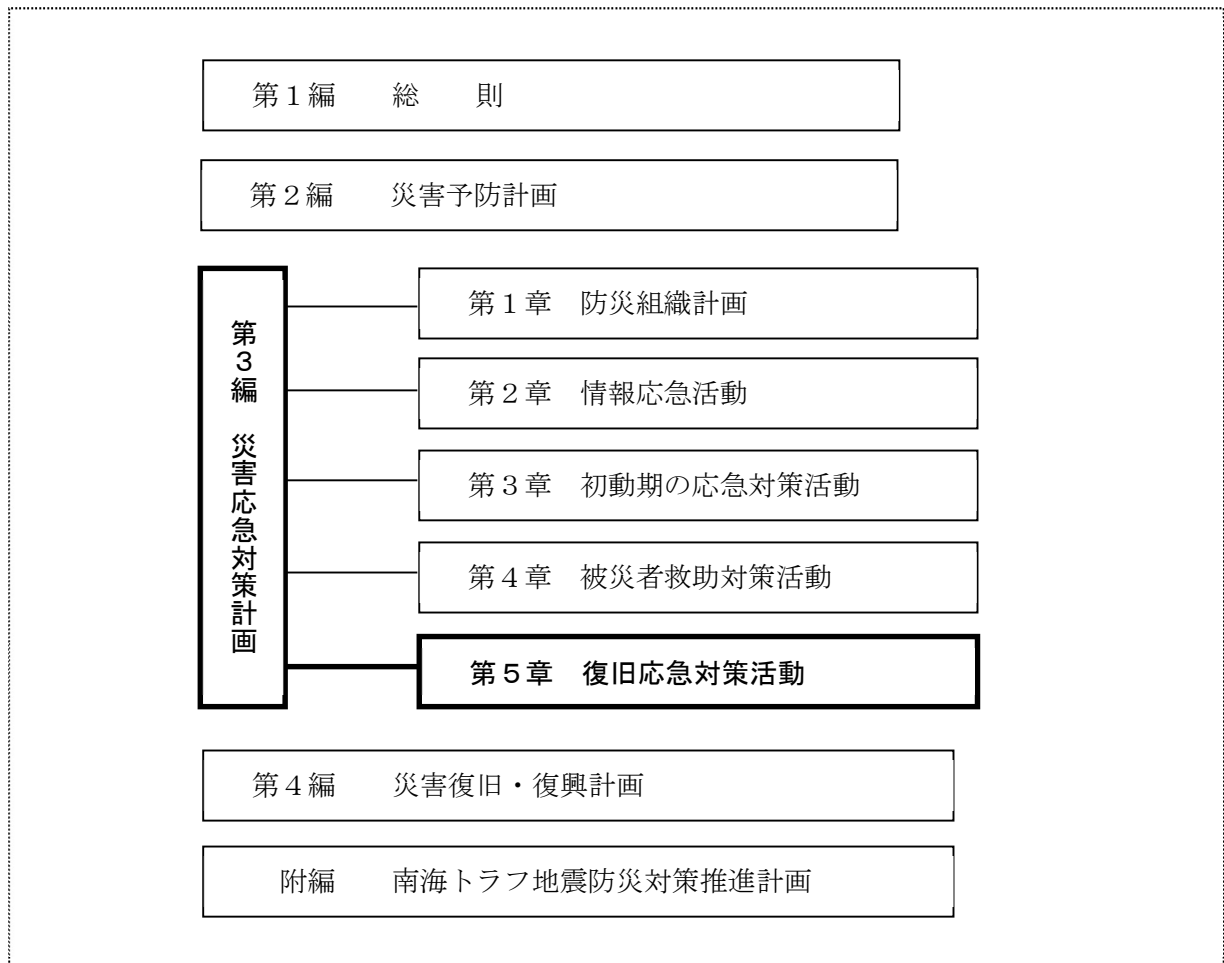 第１編　　総　　則
第２編　　災害予防計画
第３編　災害応急対策計画
第１章　防災組織計画
第２章　情報応急活動
第３章　初動期の応急対策活動
第４章　被災者救助対策活動
第５章　復旧応急対策活動
第４編　　災害復旧・復興計画
附編　　南海トラフ地震防災対策推進計画